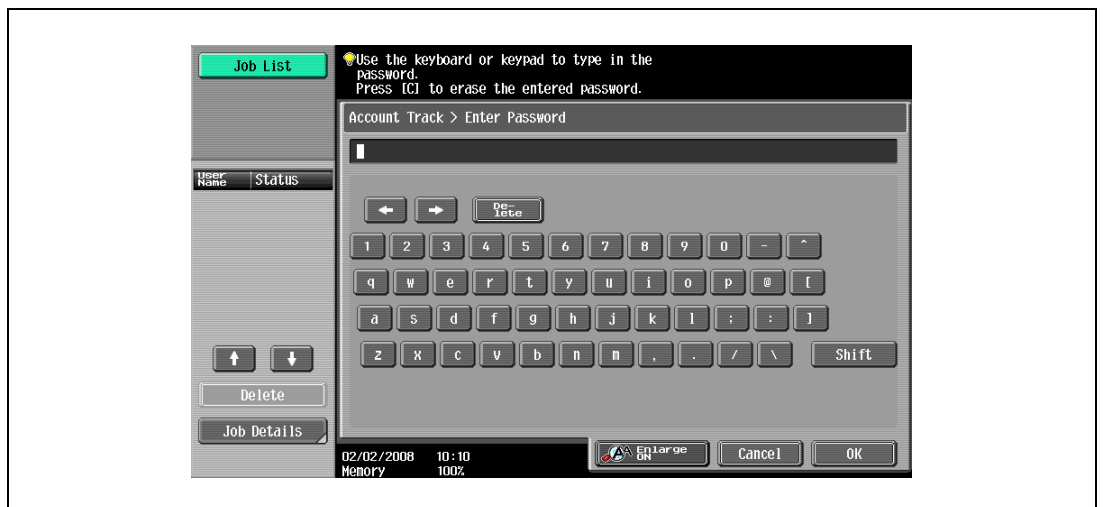 Job List
Use the keyboard or keypad to type in the
password.
Press [C] to erase the entered password.
Account Track > Enter Password
User Name Status
← → De-lete
1 2 3 4 5 6 7 8 9 0 - ^
q w e r t y u i o p @ [
a s d f g h j k l ; : ]
z x c v b n m , . / \ Shift
↑ ↓
Delete
Job Details
02/02/2008 10:10
Memory 100%
Enlarge ON Cancel OK